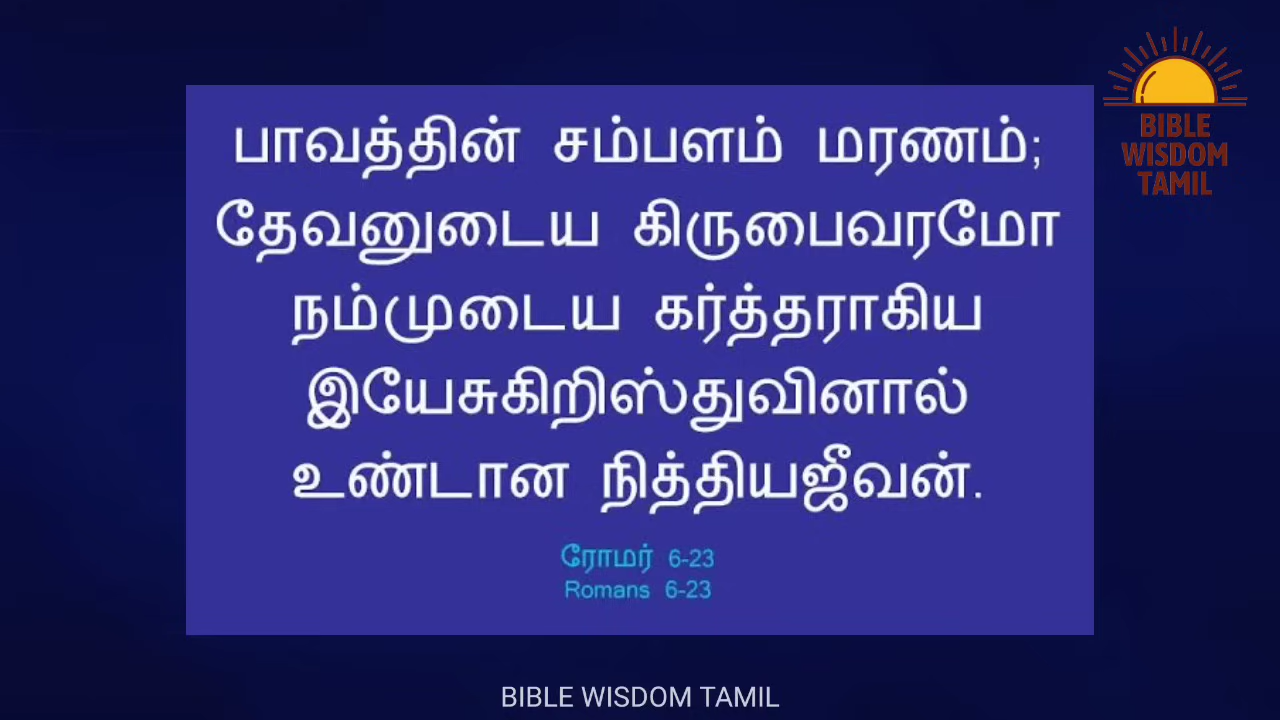 பாவத்தின் சம்பளம் மரணம்;
தேவனுடைய கிருபைவரமோ
நம்முடைய கர்த்தராகிய
இயேசுகிறிஸ்துவினால்
உண்டான நித்தியஜீவன்.
ரோமர் 6-23
Romans 6-23
BIBLE
WISDOM
TAMIL
BIBLE WISDOM TAMIL